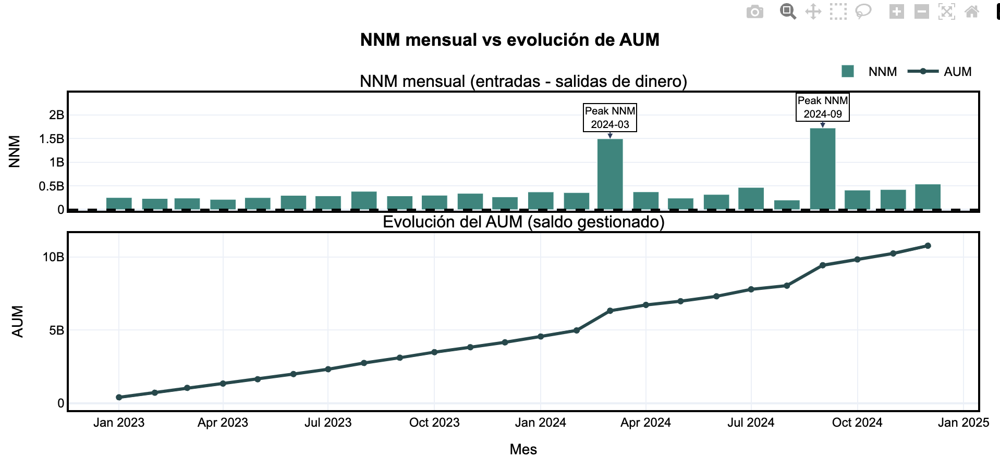 NNM mensual vs evolución de AUM
NNM
AUM
NNM mensual (entradas - salidas de dinero)
Peak NNM
2024-03
Peak NNM
2024-09
2B
1.5B
1B
0.5B
0
NNM
Evolución del AUM (saldo gestionado)
10B
5B
0
AUM
Jan 2023
Apr 2023
Jul 2023
Oct 2023
Jan 2024
Apr 2024
Jul 2024
Oct 2024
Jan 2025
Mes